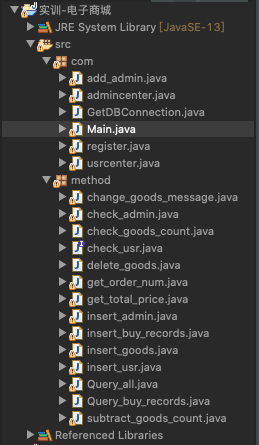 实训-电子商城
JRE System Library [JavaSE-13]
src
com
add_admin.java
admincenter.java
GetDBConnection.java
Main.java
register.java
usrcenter.java
method
change_goods_message.java
check_admin.java
check_goods_count.java
check_usr.java
delete_goods.java
get_order_num.java
get_total_price.java
insert_admin.java
insert_buy_records.java
insert_goods.java
insert_usr.java
Query_all.java
Query_buy_records.java
subtract_goods_count.java
Referenced Libraries